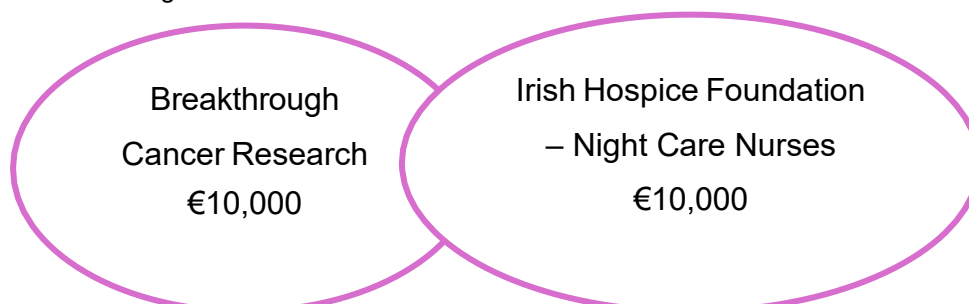 Breakthrough
Cancer Research
€10,000
Irish Hospice Foundation
– Night Care Nurses
€10,000